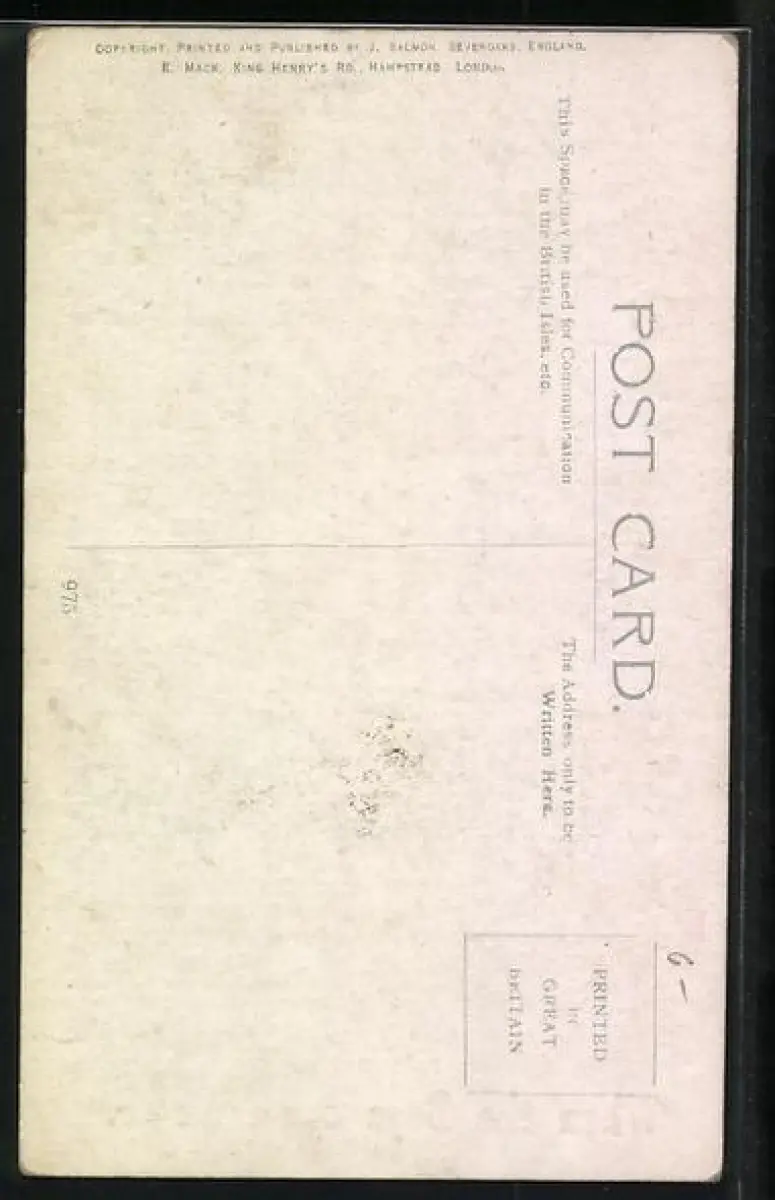 COPYRIGHT. PRINTED AND PUBLISHED BY J. SALMON, SEVENOAKS, ENGLAND.
E. MACK, KING HENRY'S RD., HAMPSTEAD, LONDON.
POST CARD.
This Space may be used for Communication
in the British Isles, etc.
The Address only to be
Written Here.
PRINTED
IN
GREAT
BRITAIN
6 -
975